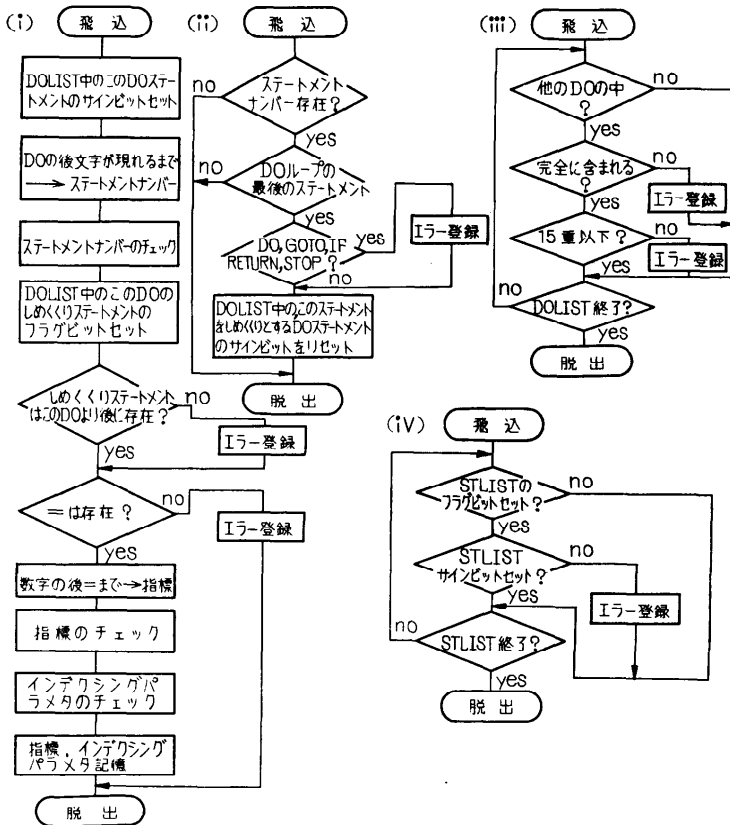 (i)
飛込
DOLIST中のこのDOステー
トメントのサインビットセット
DOの後文字が現れるまで
→ ステートメントナンバー
ステートメントナンバーのチェック
DOLIST中のこのDOの
しめくくりステートメントの
フラグビットセット
しめくくりステートメント
はこのDOより後に存在?
no
エラー登録
yes
=は存在?
no
エラー登録
yes
数字の後=まで→指標
指標のチェック
インデクシングパ
ラメタのチェック
指標,インデクシング
パラメタ記憶
脱出
(ii)
飛込
no
ステートメント
ナンバー存在?
yes
no
DOループの
最後のステートメント
yes
DO,GOTO,IF
RETURN,STOP?
yes
エラー登録
no
DOLIST中のこのステートメント
をしめくくりとするDOステートメント
のサインビットをリセット
脱出
(iii)
飛込
他のDOの中
?
no
yes
完全に含まれる
?
no
エラー登録
yes
15重以下?
no
エラー登録
yes
no
DOLIST終了?
yes
脱出
(iV)
飛込
STLISTの
フラグビットセット?
no
yes
STLIST
サインビットセット?
no
エラー登録
yes
no
STLIST終了?
yes
脱出